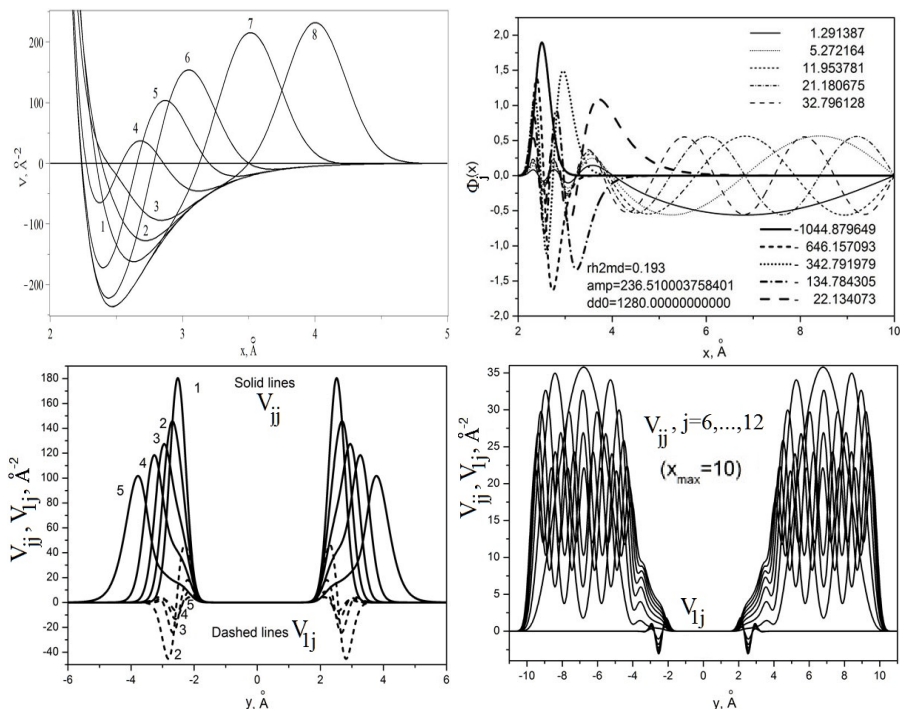 V, Å⁻²
200
100
0
-100
-200
1
2
3
4
5
6
7
8
2 3 4 5
x, Å
Φj(x)
2,0
1,5
1,0
0,5
0,0
-0,5
-1,0
-1,5
-2,0
1.291387
5.272164
11.953781
21.180675
32.796128
-1044.879649
- 646.157093
- 342.791979
- 134.784305
- 22.134073
rh2md=0.193
amp=236.510003758401
dd0=1280.00000000000
2 4 6 8 10
x, Å
Vjj, V1j, Å⁻²
180
160
140
120
100
80
60
40
20
0
-20
-40
Solid lines
Vjj
1
2
3
4
5
5
4
3
2
Dashed lines V1j
-6 -4 -2 0 2 4 6
y, Å
Vjj, V1j, Å⁻²
35
30
25
20
15
10
5
0
-5
Vjj, j=6,...,12
(xmax=10)
V1j
-10 -8 -6 -4 -2 0 2 4 6 8 10
y, Å